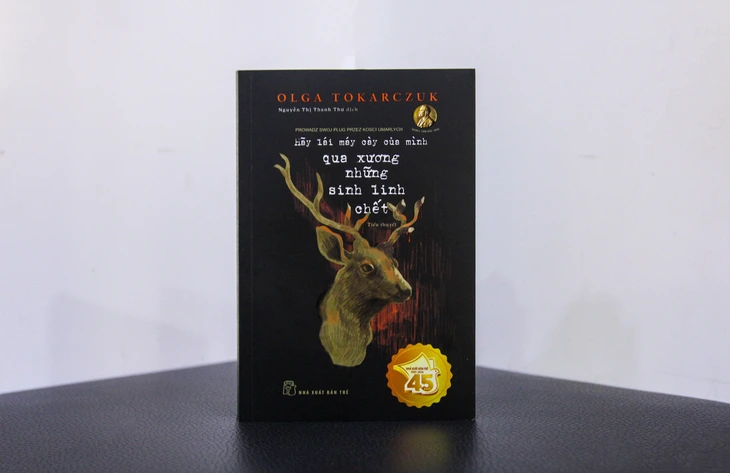 OLGA TOKARCZUK
Nguyễn Thị Thanh Thư dịch
PROWADŹ SWÓJ PŁUG PRZEZ KOŚCI UMARŁYCH
Hãy lái máy cày của mình
qua xương
những
sinh linh
chết
Tiểu thuyết
45
NHÀ XUẤT BẢN TRẺ